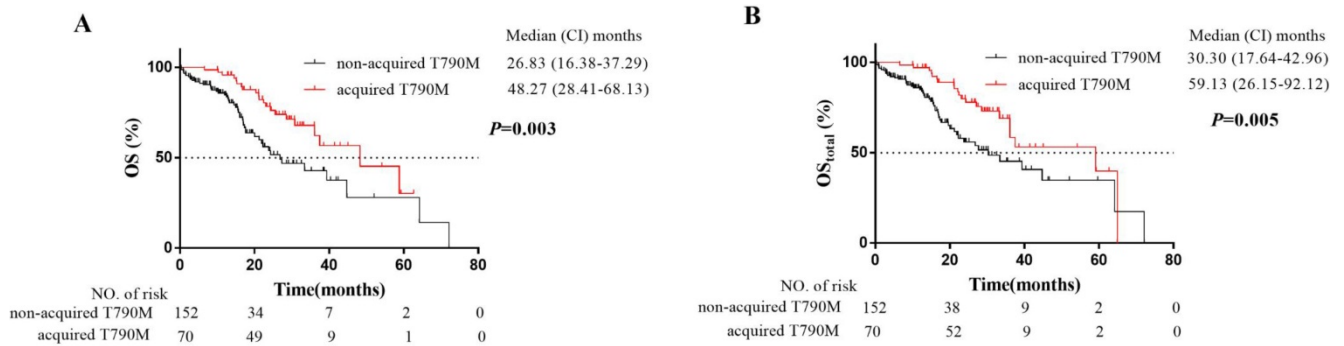 A
Median (CI) months
non-acquired T790M 26.83 (16.38-37.29)
acquired T790M 48.27 (28.41-68.13)
P=0.003
OS (%)
100
50
0
0 20 40 60 80
Time(months)
NO. of risk
non-acquired T790M 152 34 7 2 0
acquired T790M 70 49 9 1 0
B
Median (CI) months
non-acquired T790M 30.30 (17.64-42.96)
acquired T790M 59.13 (26.15-92.12)
P=0.005
OStotal (%)
100
50
0
0 20 40 60 80
Time(months)
NO. of risk
non-acquired T790M 152 38 9 2 0
acquired T790M 70 52 9 2 0